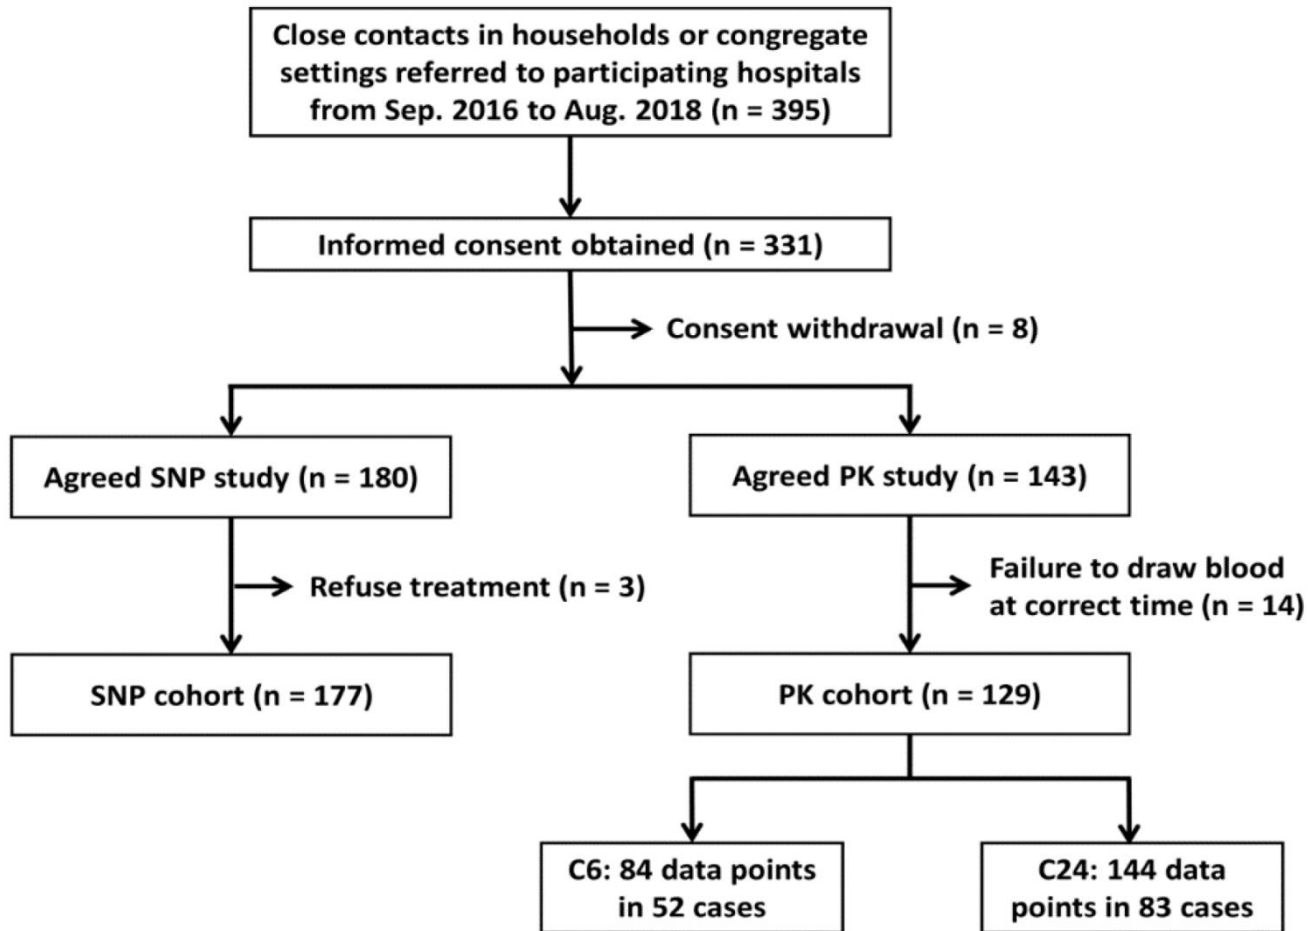 Close contacts in households or congregate
settings referred to participating hospitals
from Sep. 2016 to Aug. 2018 (n = 395)
Informed consent obtained (n = 331)
Consent withdrawal (n = 8)
Agreed SNP study (n = 180)
Agreed PK study (n = 143)
Refuse treatment (n = 3)
Failure to draw blood
at correct time (n = 14)
SNP cohort (n = 177)
PK cohort (n = 129)
C6: 84 data points
in 52 cases
C24: 144 data
points in 83 cases